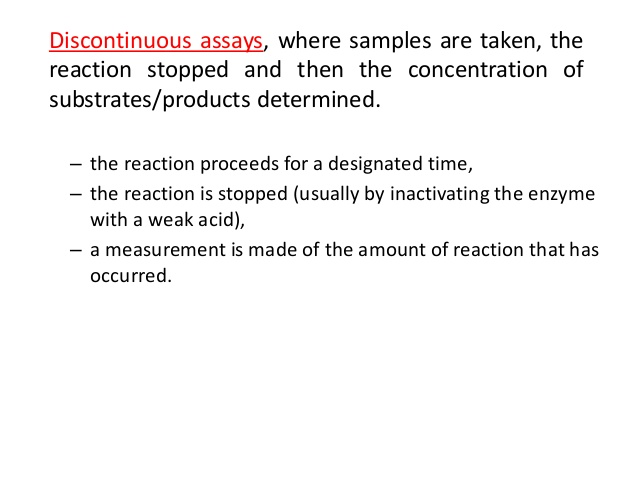 Discontinuous assays, where samples are taken, the
reaction stopped and then the concentration of
substrates/products determined.
– the reaction proceeds for a designated time,
– the reaction is stopped (usually by inactivating the enzyme
with a weak acid),
– a measurement is made of the amount of reaction that has
occurred.